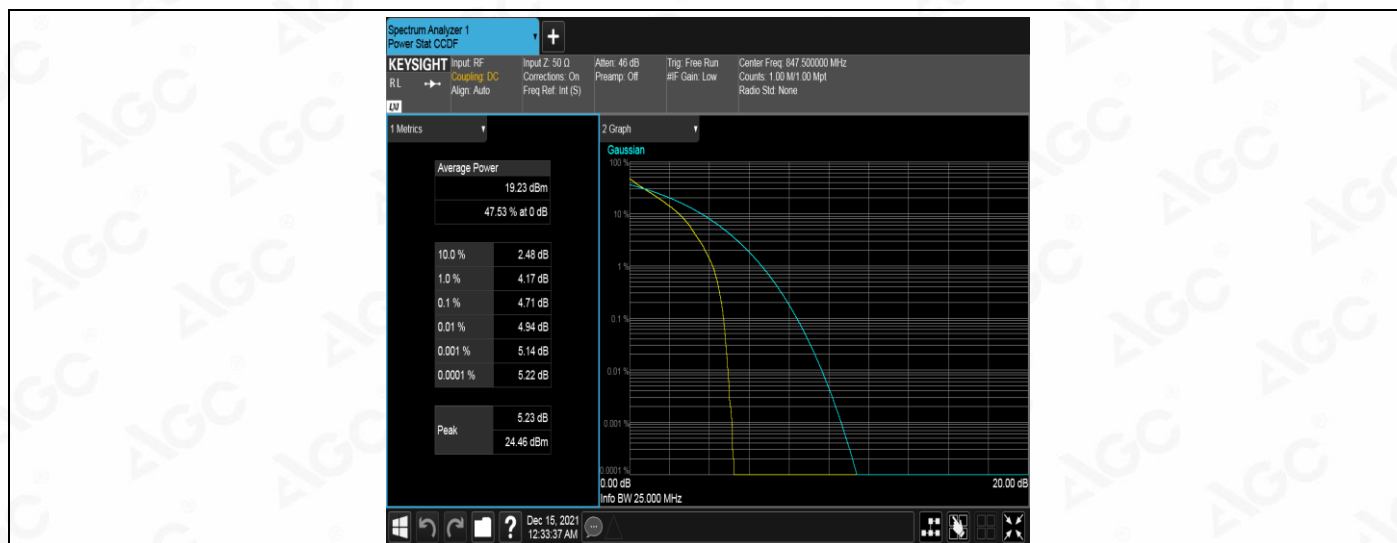 Spectrum Analyzer 1
Power Stat CCDF
KEYSIGHT
Input: RF
Coupling: DC
Align: Auto
Input Z: 50 Ω
Corrections: On
Freq Ref: Int (S)
Atten: 46 dB
Preamp: Off
Trig: Free Run
#IF Gain: Low
Center Freq: 847.500000 MHz
Counts: 1.00 M/1.00 Mpt
Radio Std: None
R L
LXI
1 Metrics
Average Power
19.23 dBm
47.53 % at 0 dB
10.0 % 2.48 dB
1.0 % 4.17 dB
0.1 % 4.71 dB
0.01 % 4.94 dB
0.001 % 5.14 dB
0.0001 % 5.22 dB
Peak
5.23 dB
24.46 dBm
2 Graph
Gaussian
100 %
10 %
1 %
0.1 %
0.01 %
0.001 %
0.0001 %
0.00 dB 20.00 dB
Info BW 25.000 MHz
?
Dec 15, 2021
12:33:37 AM
AGC